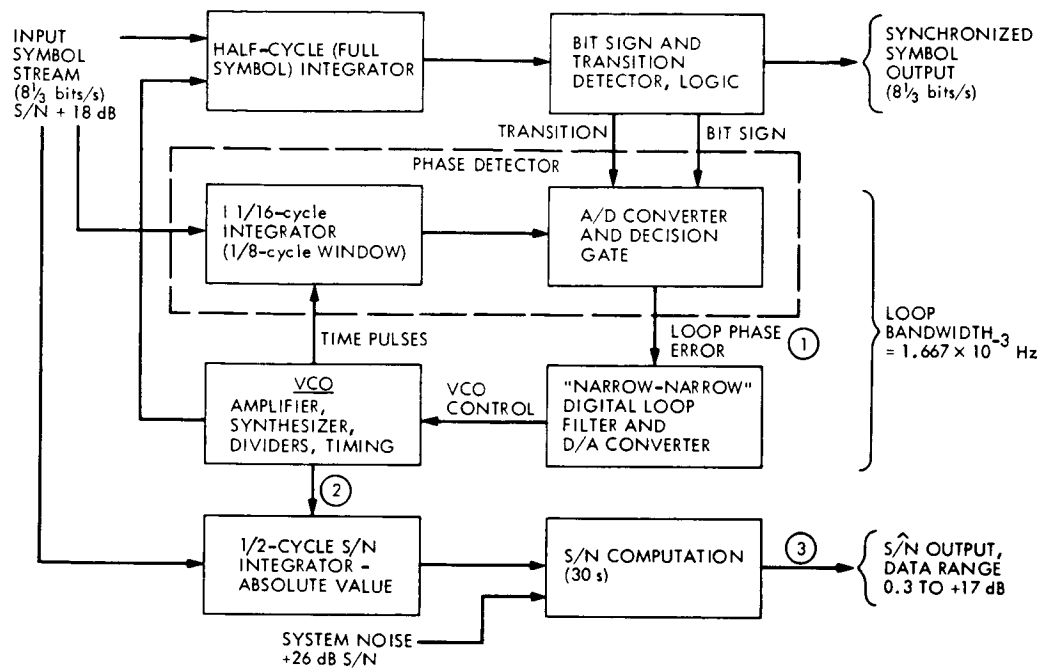 INPUT
SYMBOL
STREAM
(8⅓ bits/s)
S/N + 18 dB
HALF-CYCLE (FULL
SYMBOL) INTEGRATOR
BIT SIGN AND
TRANSITION
DETECTOR, LOGIC
SYNCHRONIZED
SYMBOL
OUTPUT
(8⅓ bits/s)
TRANSITION
BIT SIGN
PHASE DETECTOR
I 1/16-cycle
INTEGRATOR
(1/8-cycle WINDOW)
A/D CONVERTER
AND DECISION
GATE
TIME PULSES
LOOP PHASE
ERROR
1
LOOP
BANDWIDTH
= 1.667 × 10⁻³ Hz
VCO
AMPLIFIER,
SYNTHESIZER,
DIVIDERS, TIMING
VCO
CONTROL
"NARROW-NARROW"
DIGITAL LOOP
FILTER AND
D/A CONVERTER
2
1/2-CYCLE S/N
INTEGRATOR -
ABSOLUTE VALUE
S/N COMPUTATION
(30 s)
3
S/N̂ OUTPUT,
DATA RANGE
0.3 TO +17 dB
SYSTEM NOISE
+26 dB S/N